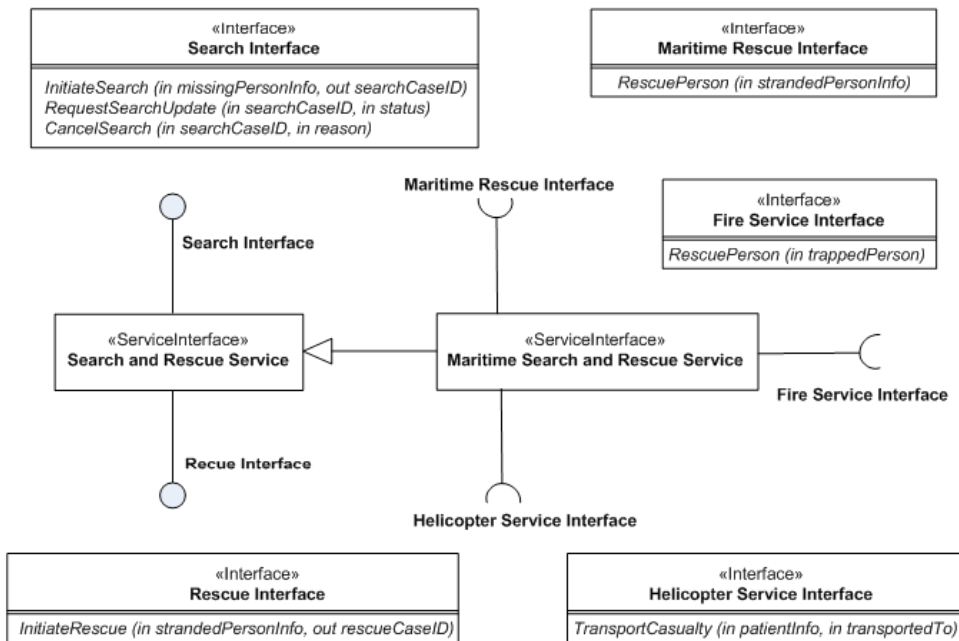 «Interface»
Search Interface
InitiateSearch (in missingPersonInfo, out searchCaseID)
RequestSearchUpdate (in searchCaseID, in status)
CancelSearch (in searchCaseID, in reason)
«Interface»
Maritime Rescue Interface
RescuePerson (in strandedPersonInfo)
Maritime Rescue Interface
«Interface»
Fire Service Interface
RescuePerson (in trappedPerson)
Search Interface
«ServiceInterface»
Search and Rescue Service
«ServiceInterface»
Maritime Search and Rescue Service
Fire Service Interface
Recue Interface
Helicopter Service Interface
«Interface»
Rescue Interface
InitiateRescue (in strandedPersonInfo, out rescueCaseID)
«Interface»
Helicopter Service Interface
TransportCasualty (in patientInfo, in transportedTo)